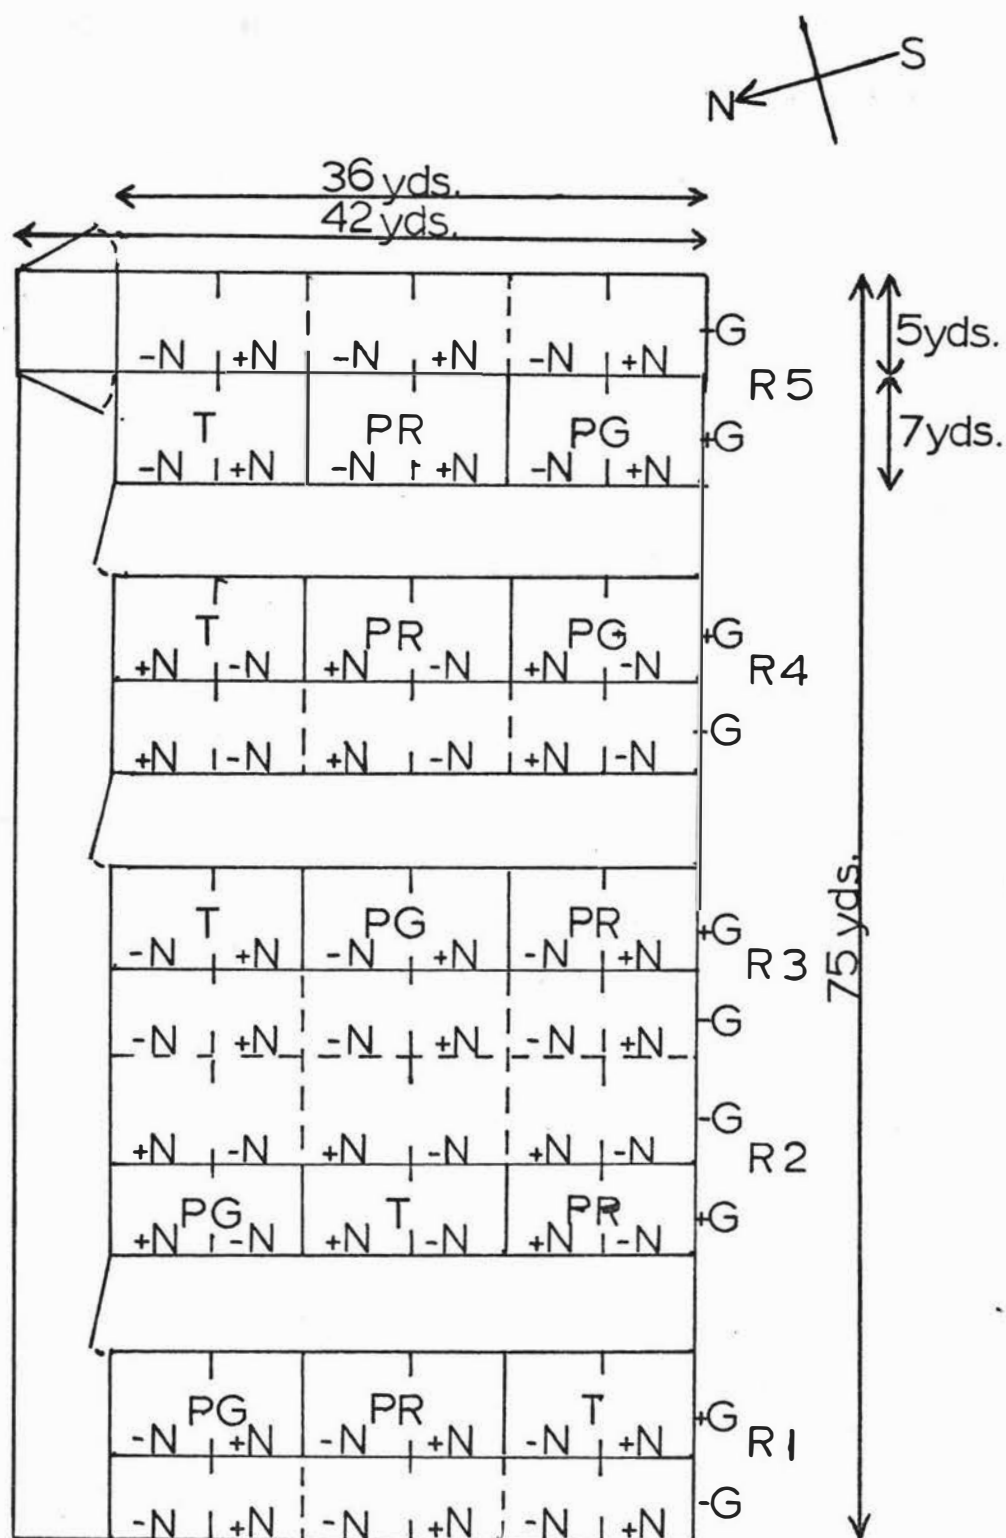 S
N
36 yds.
42 yds.
-G
5yds.
-N +N -N +N -N +N
R5
T PR PG +G
7yds.
-N +N -N +N -N +N
T PR PG +G
+N -N +N -N +N -N
R4
-G
+N -N +N -N +N -N
75 yds.
T PG PR +G
-N +N -N +N -N +N
R3
-G
-N +N -N +N -N +N
-G
+N -N +N -N +N -N
R2
PG T PR +G
+N -N +N -N +N -N
PG PR T +G
-N +N -N +N -N +N
R1
-G
-N +N -N +N -N +N